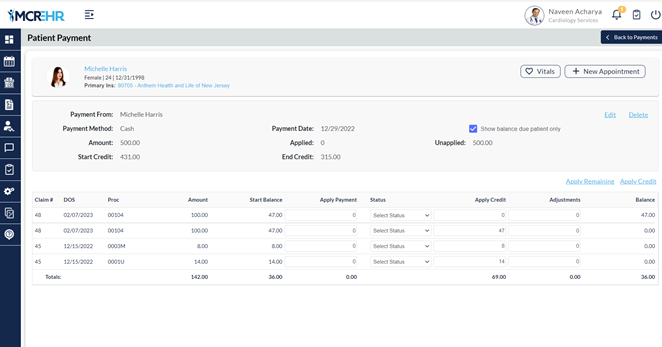 MCREHR
Naveen Acharya
Cardiology Services
Patient Payment
Back to Payments
Michelle Harris
Female | 24 | 12/31/1998
Primary Ins: 80705 - Anthem Health and Life of New Jersey
Vitals
New Appointment
Payment From: Michelle Harris
Edit Delete
Payment Method: Cash Payment Date: 12/29/2022 Show balance due patient only
Amount: 500.00 Applied: 0 Unapplied: 500.00
Start Credit: 431.00 End Credit: 315.00
Apply Remaining Apply Credit
Claim # DOS Proc Amount Start Balance Apply Payment Status Apply Credit Adjustments Balance
48 02/07/2023 00104 100.00 47.00 0 Select Status 0 0 47.00
48 02/07/2023 00104 100.00 47.00 0 Select Status 47 0 0.00
45 12/15/2022 0003M 8.00 8.00 0 Select Status 8 0 0.00
45 12/15/2022 0001U 14.00 14.00 0 Select Status 14 0 0.00
Totals: 142.00 36.00 0.00 69.00 0.00 36.00